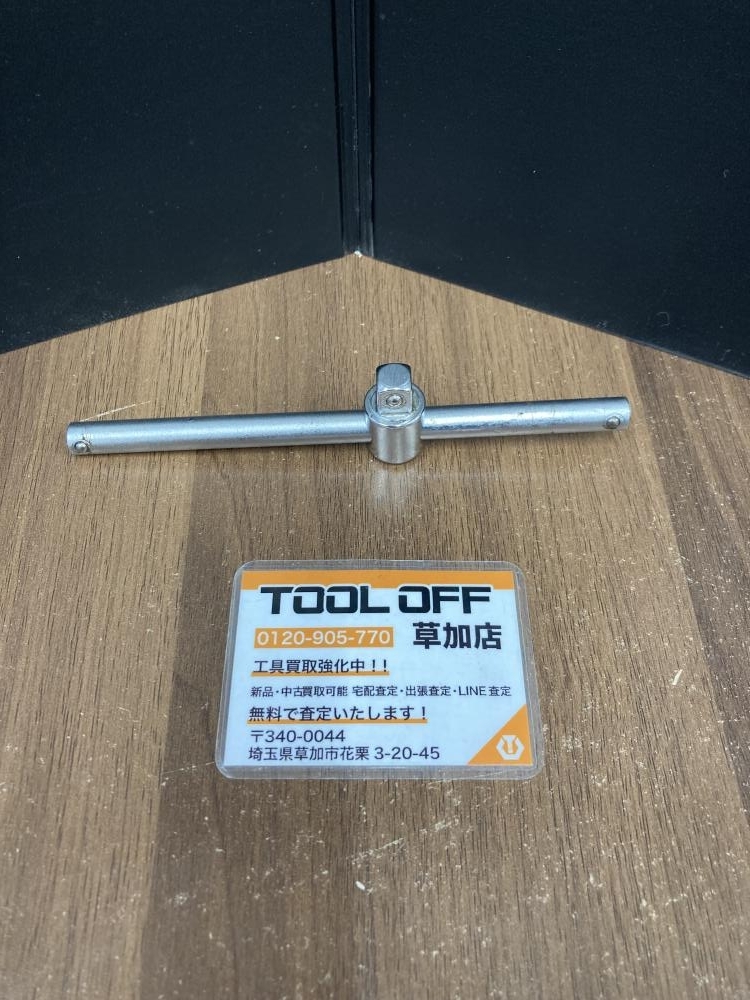 TOOL OFF
0120-905-770 草加店
工具買取強化中!!
新品・中古買取可能 宅配査定・出張査定・LINE査定
無料で査定いたします!
〒340-0044
埼玉県草加市花栗 3-20-45